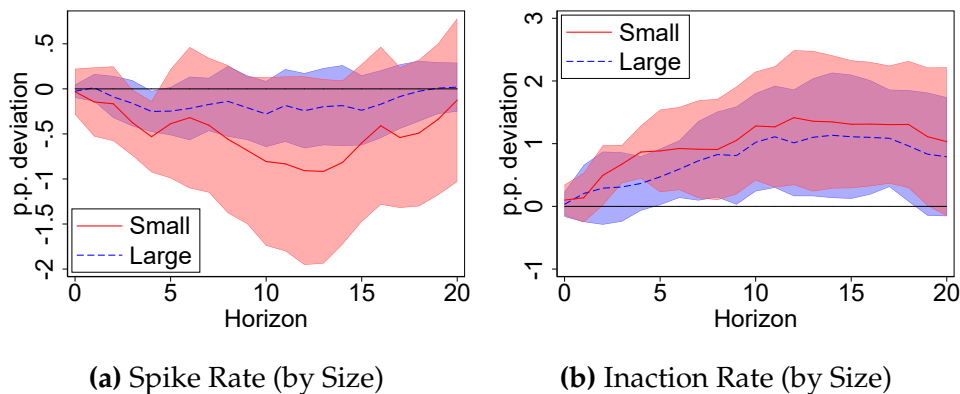 p.p. deviation
.5
0
-.5
-1
-1.5
-2
Small
Large
0 5 10 15 20
Horizon
(a) Spike Rate (by Size)
p.p. deviation
3
2
1
0
-1
Small
Large
0 5 10 15 20
Horizon
(b) Inaction Rate (by Size)